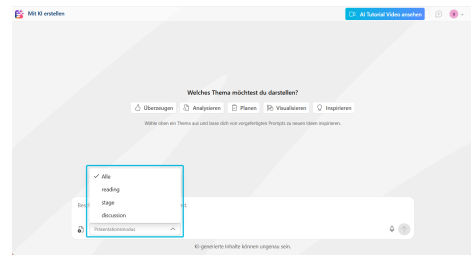 Mit KI erstellen
AI Tutorial Video ansehen
Welches Thema möchtest du darstellen?
Überzeugen Analysieren Planen Visualisieren Inspirieren
Wähle oben ein Thema aus und lasse dich von vorgefertigten Prompts zu neuen Ideen inspirieren.
Alle
reading
stage
discussion
Präsentationsmodus
KI-generierte Inhalte können ungenau sein.